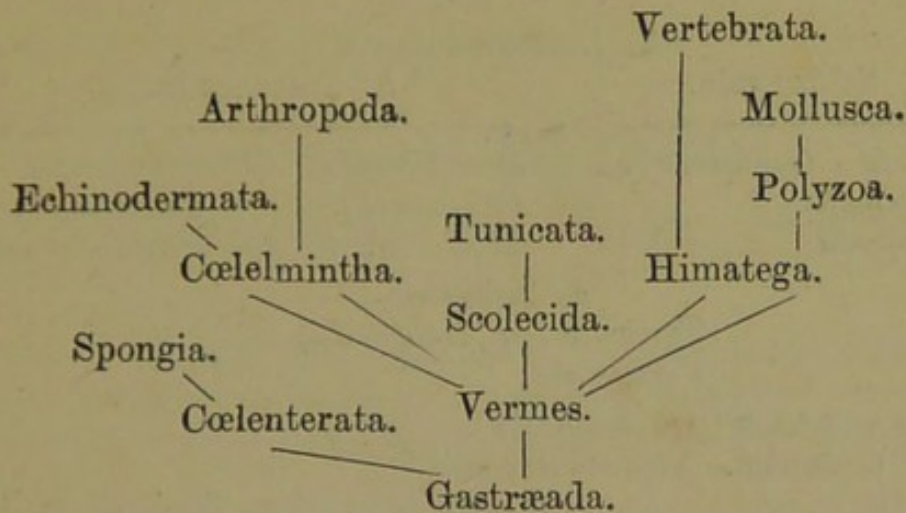 Vertebrata.
Arthropoda. Mollusca.
Echinodermata. Polyzoa.
Tunicata.
Cœlelmintha. Himatega.
Scolecida.
Spongia.
Cœlenterata. Vermes.
Gastræada.